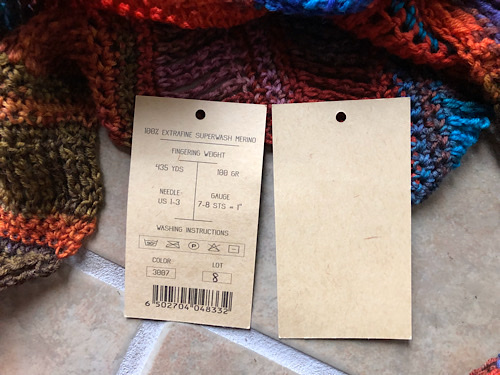 100% EXTRAFINE SUPERWASH MERINO
FINGERING WEIGHT
435 YDS
100 GR
NEEDLE:
US 1-3
GAUGE
7-8 STS = 1"
WASHING INSTRUCTIONS
COLOR
3007
LOT
8
6 502704 048332